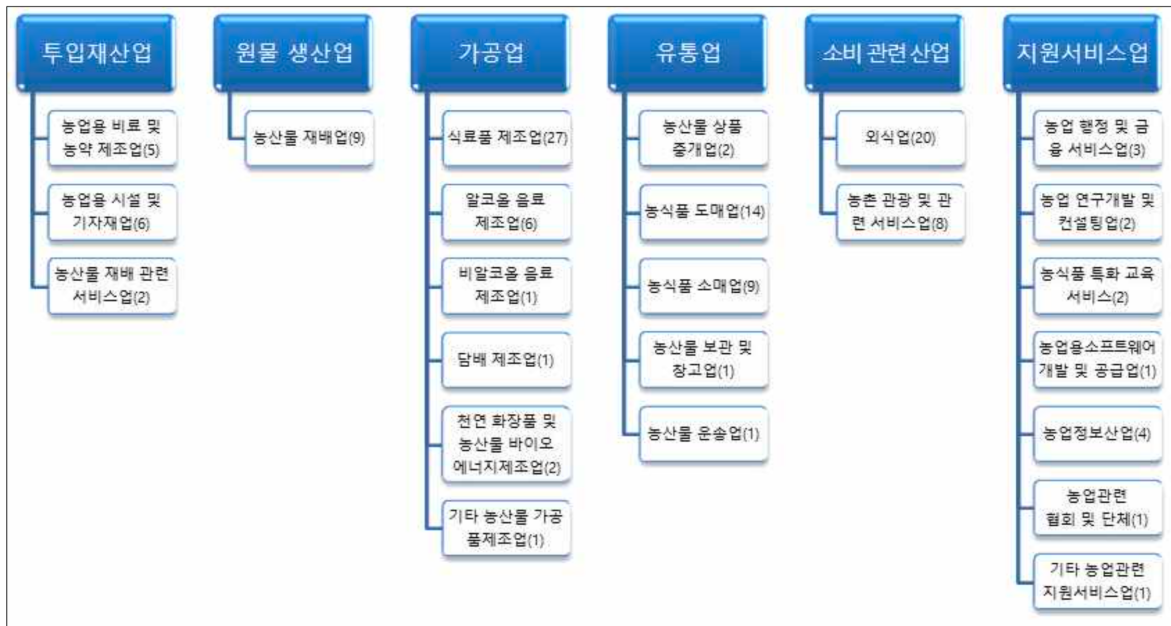 투입재산업
농업용 비료 및
농약 제조업(5)
농업용 시설 및
기자재업(6)
농산물 재배 관련
서비스업(2)
원물 생산업
농산물 재배업(9)
가공업
식료품 제조업(27)
알코올 음료
제조업(6)
비알코올 음료
제조업(1)
담배 제조업(1)
천연 화장품 및
농산물 바이오
에너지제조업(2)
기타 농산물 가공
품제조업(1)
유통업
농산물 상품
중개업(2)
농식품 도매업(14)
농식품 소매업(9)
농산물 보관 및
창고업(1)
농산물 운송업(1)
소비 관련 산업
외식업(20)
농촌 관광 및 관
련 서비스업(8)
지원서비스업
농업 행정 및 금
융 서비스업(3)
농업 연구개발 및
컨설팅업(2)
농식품 특화 교육
서비스(2)
농업용소프트웨어
개발 및 공급업(1)
농업정보산업(4)
농업관련
협회 및 단체(1)
기타 농업관련
지원서비스업(1)